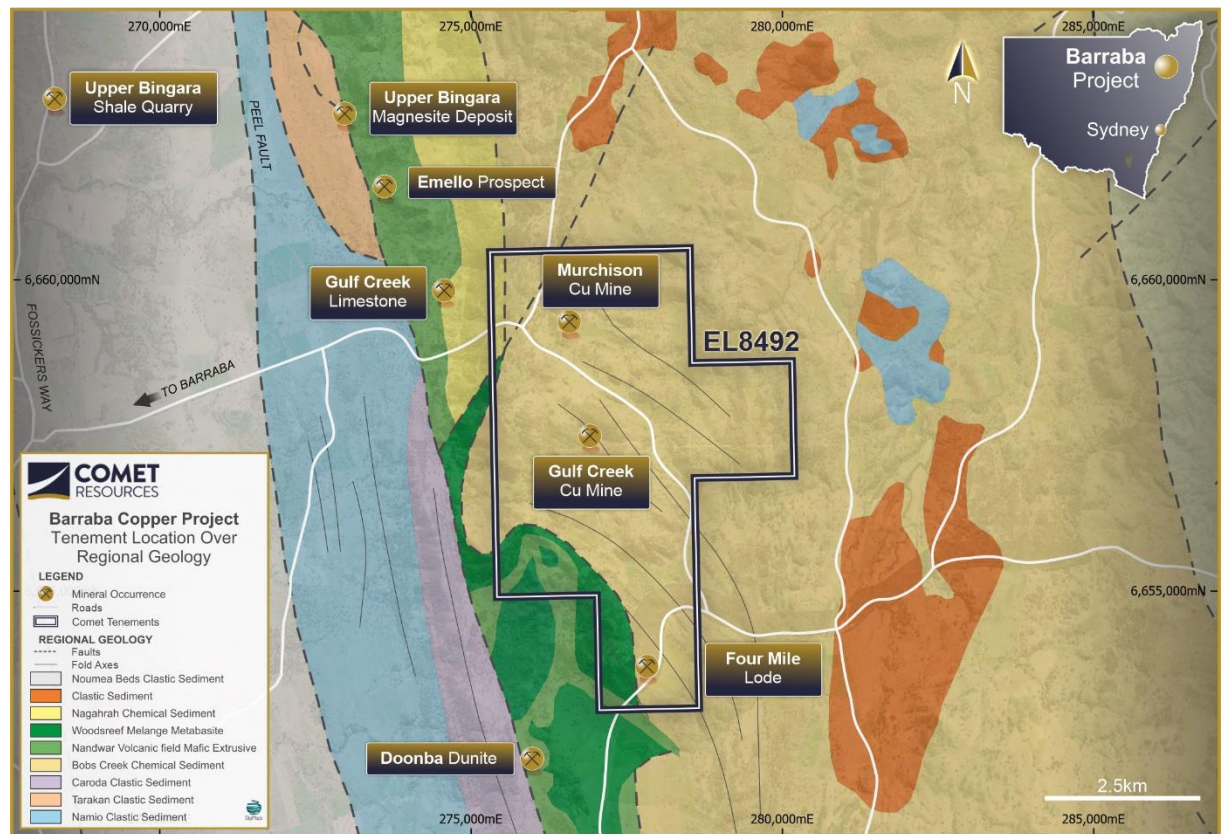 270,000mE
275,000mE
280,000mE
285,000mE
Upper Bingara
Shale Quarry
PEEL FAULT
Upper Bingara
Magnesite Deposit
N
Barraba
Project
Sydney
Emello Prospect
6,660,000mN
Gulf Creek
Limestone
Murchison
Cu Mine
6,660,000mN
FOSSICKERS WAY
TO BARRABA
EL8492
Gulf Creek
Cu Mine
COMET
RESOURCES
Barraba Copper Project
Tenement Location Over
Regional Geology
LEGEND
Mineral Occurrence
Roads
Comet Tenements
REGIONAL GEOLOGY
Faults
Fold Axes
Noumea Beds Clastic Sediment
Clastic Sediment
Nagahrah Chemical Sediment
Woodsreef Melange Metabasite
Nandwar Volcanic field Mafic Extrusive
Bobs Creek Chemical Sediment
Caroda Clastic Sediment
Tarakan Clastic Sediment
Namio Clastic Sediment
6,655,000mN
Four Mile
Lode
Doonba Dunite
2.5km
275,000mE
280,000mE
285,000mE